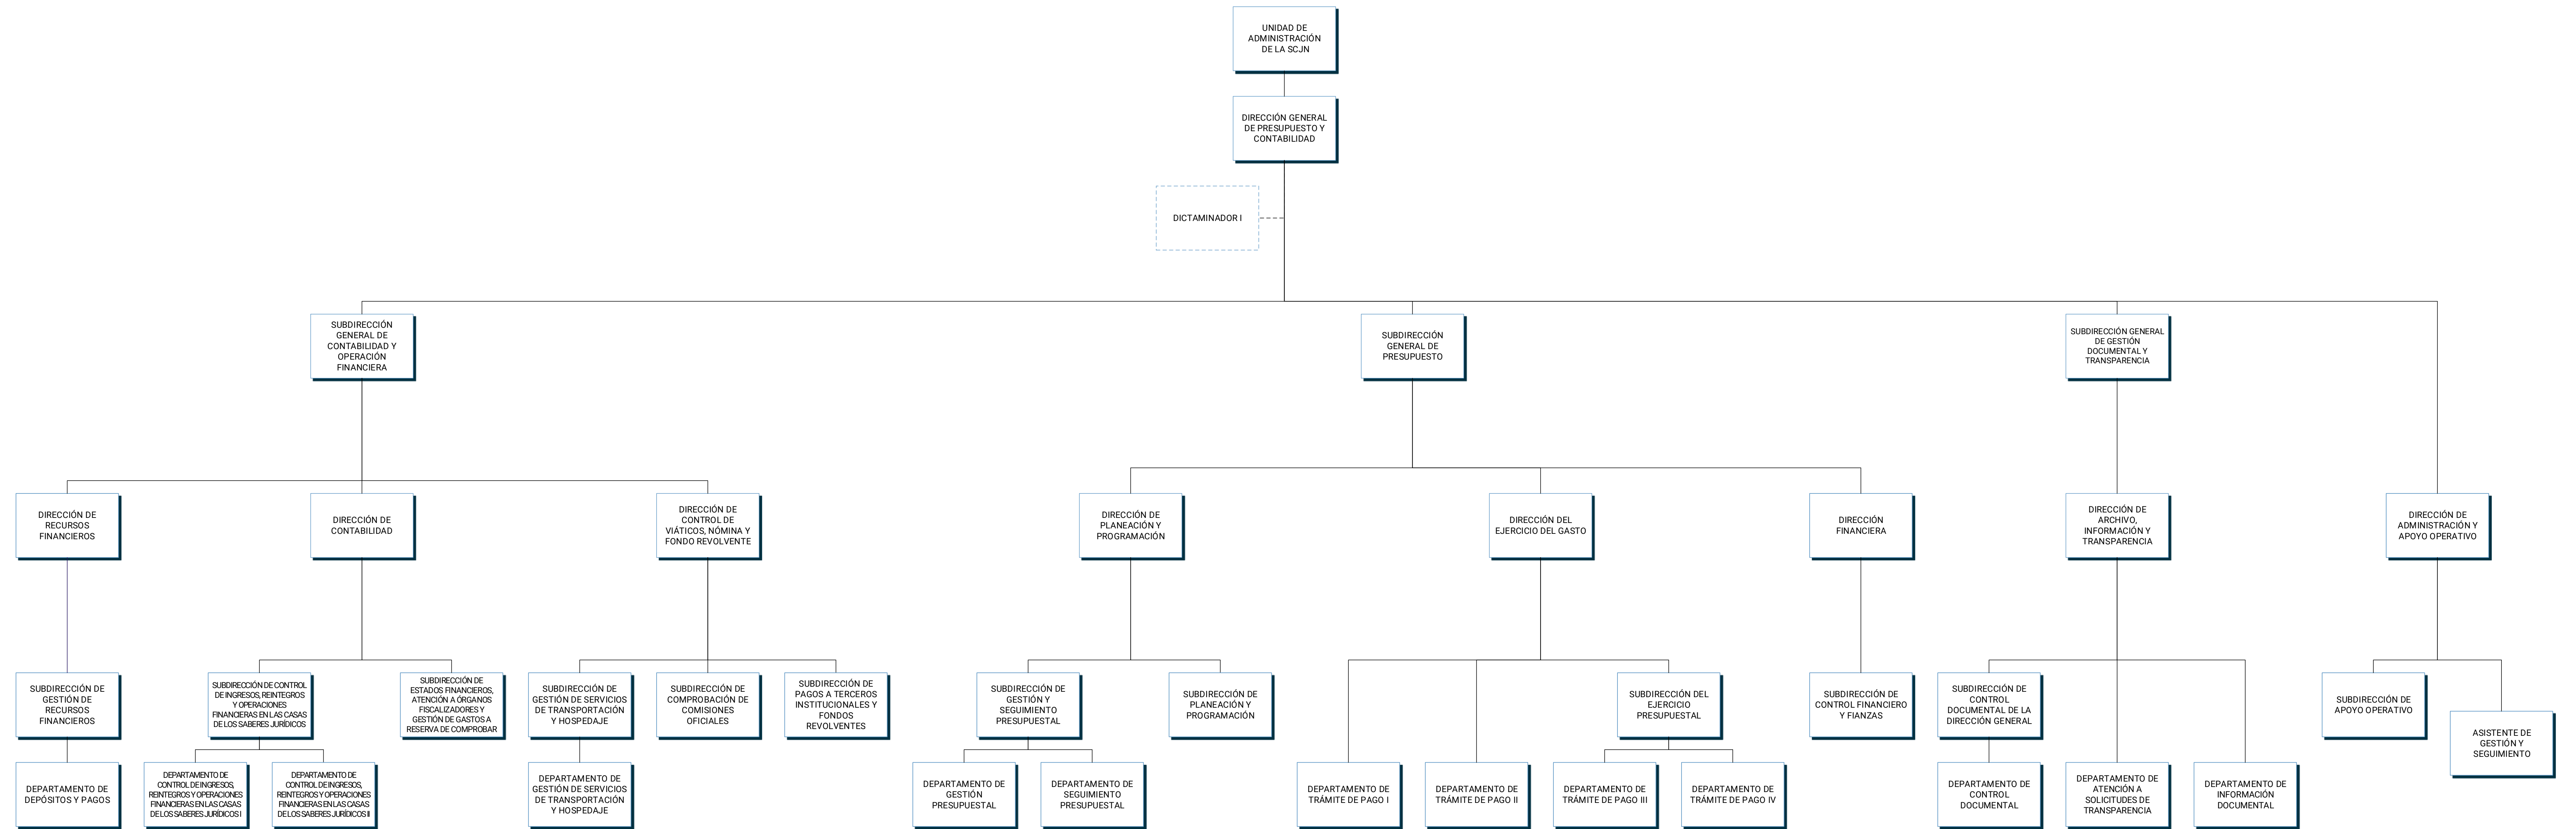 UNIDAD DE
ADMINISTRACIÓN
DE LA SCJN
DIRECCIÓN GENERAL
DE PRESUPUESTO Y
CONTABILIDAD
DICTAMINADOR I
SUBDIRECCIÓN
GENERAL DE
CONTABILIDAD Y
OPERACIÓN
FINANCIERA
SUBDIRECCIÓN
GENERAL DE
PRESUPUESTO
SUBDIRECCIÓN GENERAL
DE GESTIÓN
DOCUMENTAL Y
TRANSPARENCIA
DIRECCIÓN DE
RECURSOS
FINANCIEROS
DIRECCIÓN DE
CONTABILIDAD
DIRECCIÓN DE
CONTROL DE
VIÁTICOS, NÓMINA Y
FONDO REVOLVENTE
DIRECCIÓN DE
PLANEACIÓN Y
PROGRAMACIÓN
DIRECCIÓN DEL
EJERCICIO DEL GASTO
DIRECCIÓN
FINANCIERA
DIRECCIÓN DE
ARCHIVO,
INFORMACIÓN Y
TRANSPARENCIA
DIRECCIÓN DE
ADMINISTRACIÓN Y
APOYO OPERATIVO
SUBDIRECCIÓN DE
GESTIÓN DE
RECURSOS
FINANCIEROS
SUBDIRECCIÓN DE CONTROL
DE INGRESOS, REINTEGROS
Y OPERACIONES
FINANCIERAS EN LAS CASAS
DE LOS SABERES JURÍDICOS
SUBDIRECCIÓN DE
ESTADOS FINANCIEROS,
ATENCIÓN A ÓRGANOS
FISCALIZADORES Y
GESTIÓN DE GASTOS A
RESERVA DE COMPROBAR
SUBDIRECCIÓN DE
GESTIÓN DE SERVICIOS
DE TRANSPORTACIÓN
Y HOSPEDAJE
SUBDIRECCIÓN DE
COMPROBACIÓN DE
COMISIONES
OFICIALES
SUBDIRECCIÓN DE
PAGOS A TERCEROS
INSTITUCIONALES Y
FONDOS
REVOLVENTES
SUBDIRECCIÓN DE
GESTIÓN Y
SEGUIMIENTO
PRESUPUESTAL
SUBDIRECCIÓN DE
PLANEACIÓN Y
PROGRAMACIÓN
SUBDIRECCIÓN DEL
EJERCICIO
PRESUPUESTAL
SUBDIRECCIÓN DE
CONTROL FINANCIERO
Y FIANZAS
SUBDIRECCIÓN DE
CONTROL
DOCUMENTAL DE LA
DIRECCIÓN GENERAL
SUBDIRECCIÓN DE
APOYO OPERATIVO
ASISTENTE DE
GESTIÓN Y
SEGUIMIENTO
DEPARTAMENTO DE
DEPÓSITOS Y PAGOS
DEPARTAMENTO DE
CONTROL DE INGRESOS,
REINTEGROS Y OPERACIONES
FINANCIERAS EN LAS CASAS
DE LOS SABERES JURÍDICOS I
DEPARTAMENTO DE
CONTROL DE INGRESOS,
REINTEGROS Y OPERACIONES
FINANCIERAS EN LAS CASAS
DE LOS SABERES JURÍDICOS II
DEPARTAMENTO DE
GESTIÓN DE SERVICIOS
DE TRANSPORTACIÓN
Y HOSPEDAJE
DEPARTAMENTO DE
GESTIÓN
PRESUPUESTAL
DEPARTAMENTO DE
SEGUIMIENTO
PRESUPUESTAL
DEPARTAMENTO DE
TRÁMITE DE PAGO I
DEPARTAMENTO DE
TRÁMITE DE PAGO II
DEPARTAMENTO DE
TRÁMITE DE PAGO III
DEPARTAMENTO DE
TRÁMITE DE PAGO IV
DEPARTAMENTO DE
CONTROL
DOCUMENTAL
DEPARTAMENTO DE
ATENCIÓN A
SOLICITUDES DE
TRANSPARENCIA
DEPARTAMENTO DE
INFORMACIÓN
DOCUMENTAL